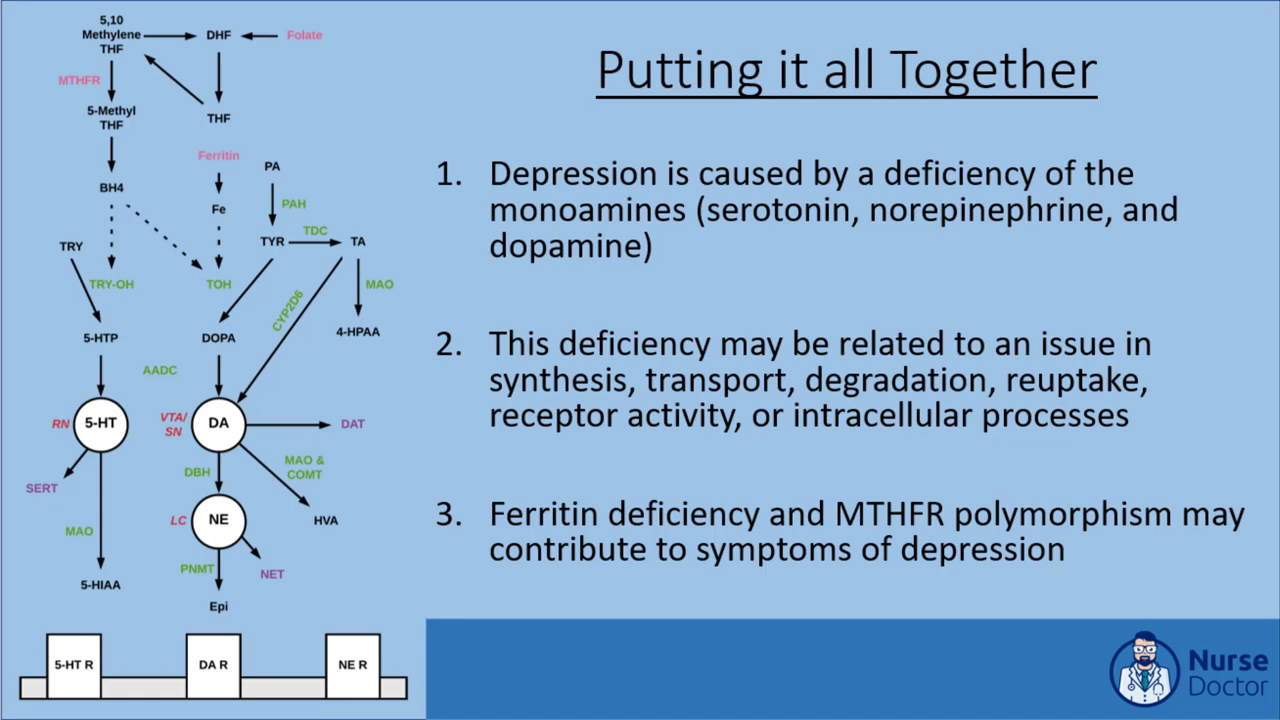 5,10
Methylene
THF
DHF
Folate
MTHFR
5-Methyl
THF
THF
Ferritin
PA
BH4
Fe
PAH
TRY
TYR
TDC
TA
TRY-OH
TOH
MAO
CYP2D6
5-HTP
DOPA
4-HPAA
AADC
RN
5-HT
VTA/
SN
DA
DAT
SERT
DBH
MAO &
COMT
MAO
LC
NE
HVA
5-HIAA
PNMT
NET
Epi
5-HT R
DA R
NE R
Putting it all Together
1. Depression is caused by a deficiency of the
monoamines (serotonin, norepinephrine, and
dopamine)
2. This deficiency may be related to an issue in
synthesis, transport, degradation, reuptake,
receptor activity, or intracellular processes
3. Ferritin deficiency and MTHFR polymorphism may
contribute to symptoms of depression
Nurse
Doctor